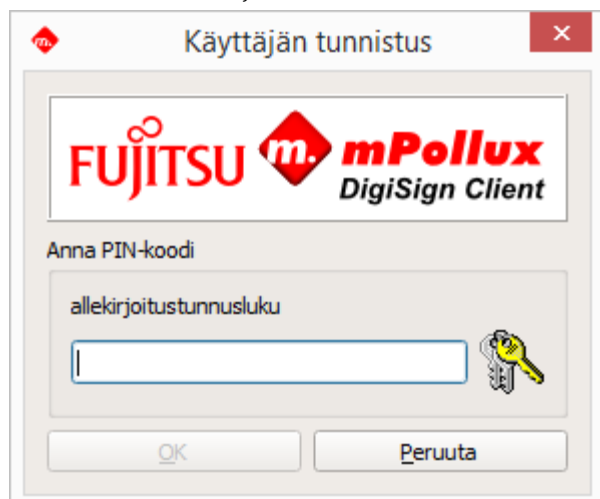 m.
Käyttäjän tunnistus
FUJITSU m. mPollux
DigiSign Client
Anna PIN-koodi
allekirjoitustunnusluku
OK
Peruuta